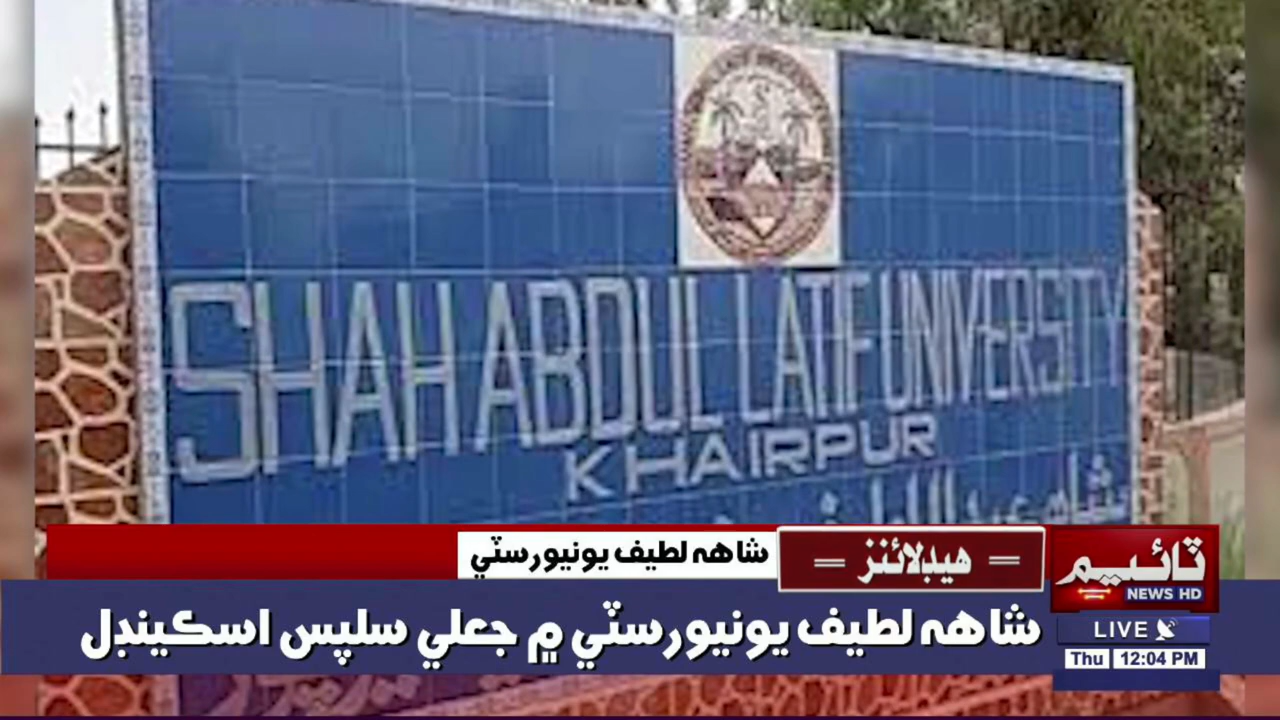 SHAH ABDUL LATIF UNIVERSITY
KHAIRPUR
شاهه لطيف يونيورسٽي
هيڊلائنز
ٽائيم
NEWS HD
شاهه لطيف يونيورسٽي ۾ جعلي سلپس اسڪينڊل
LIVE
Thu 12:04 PM